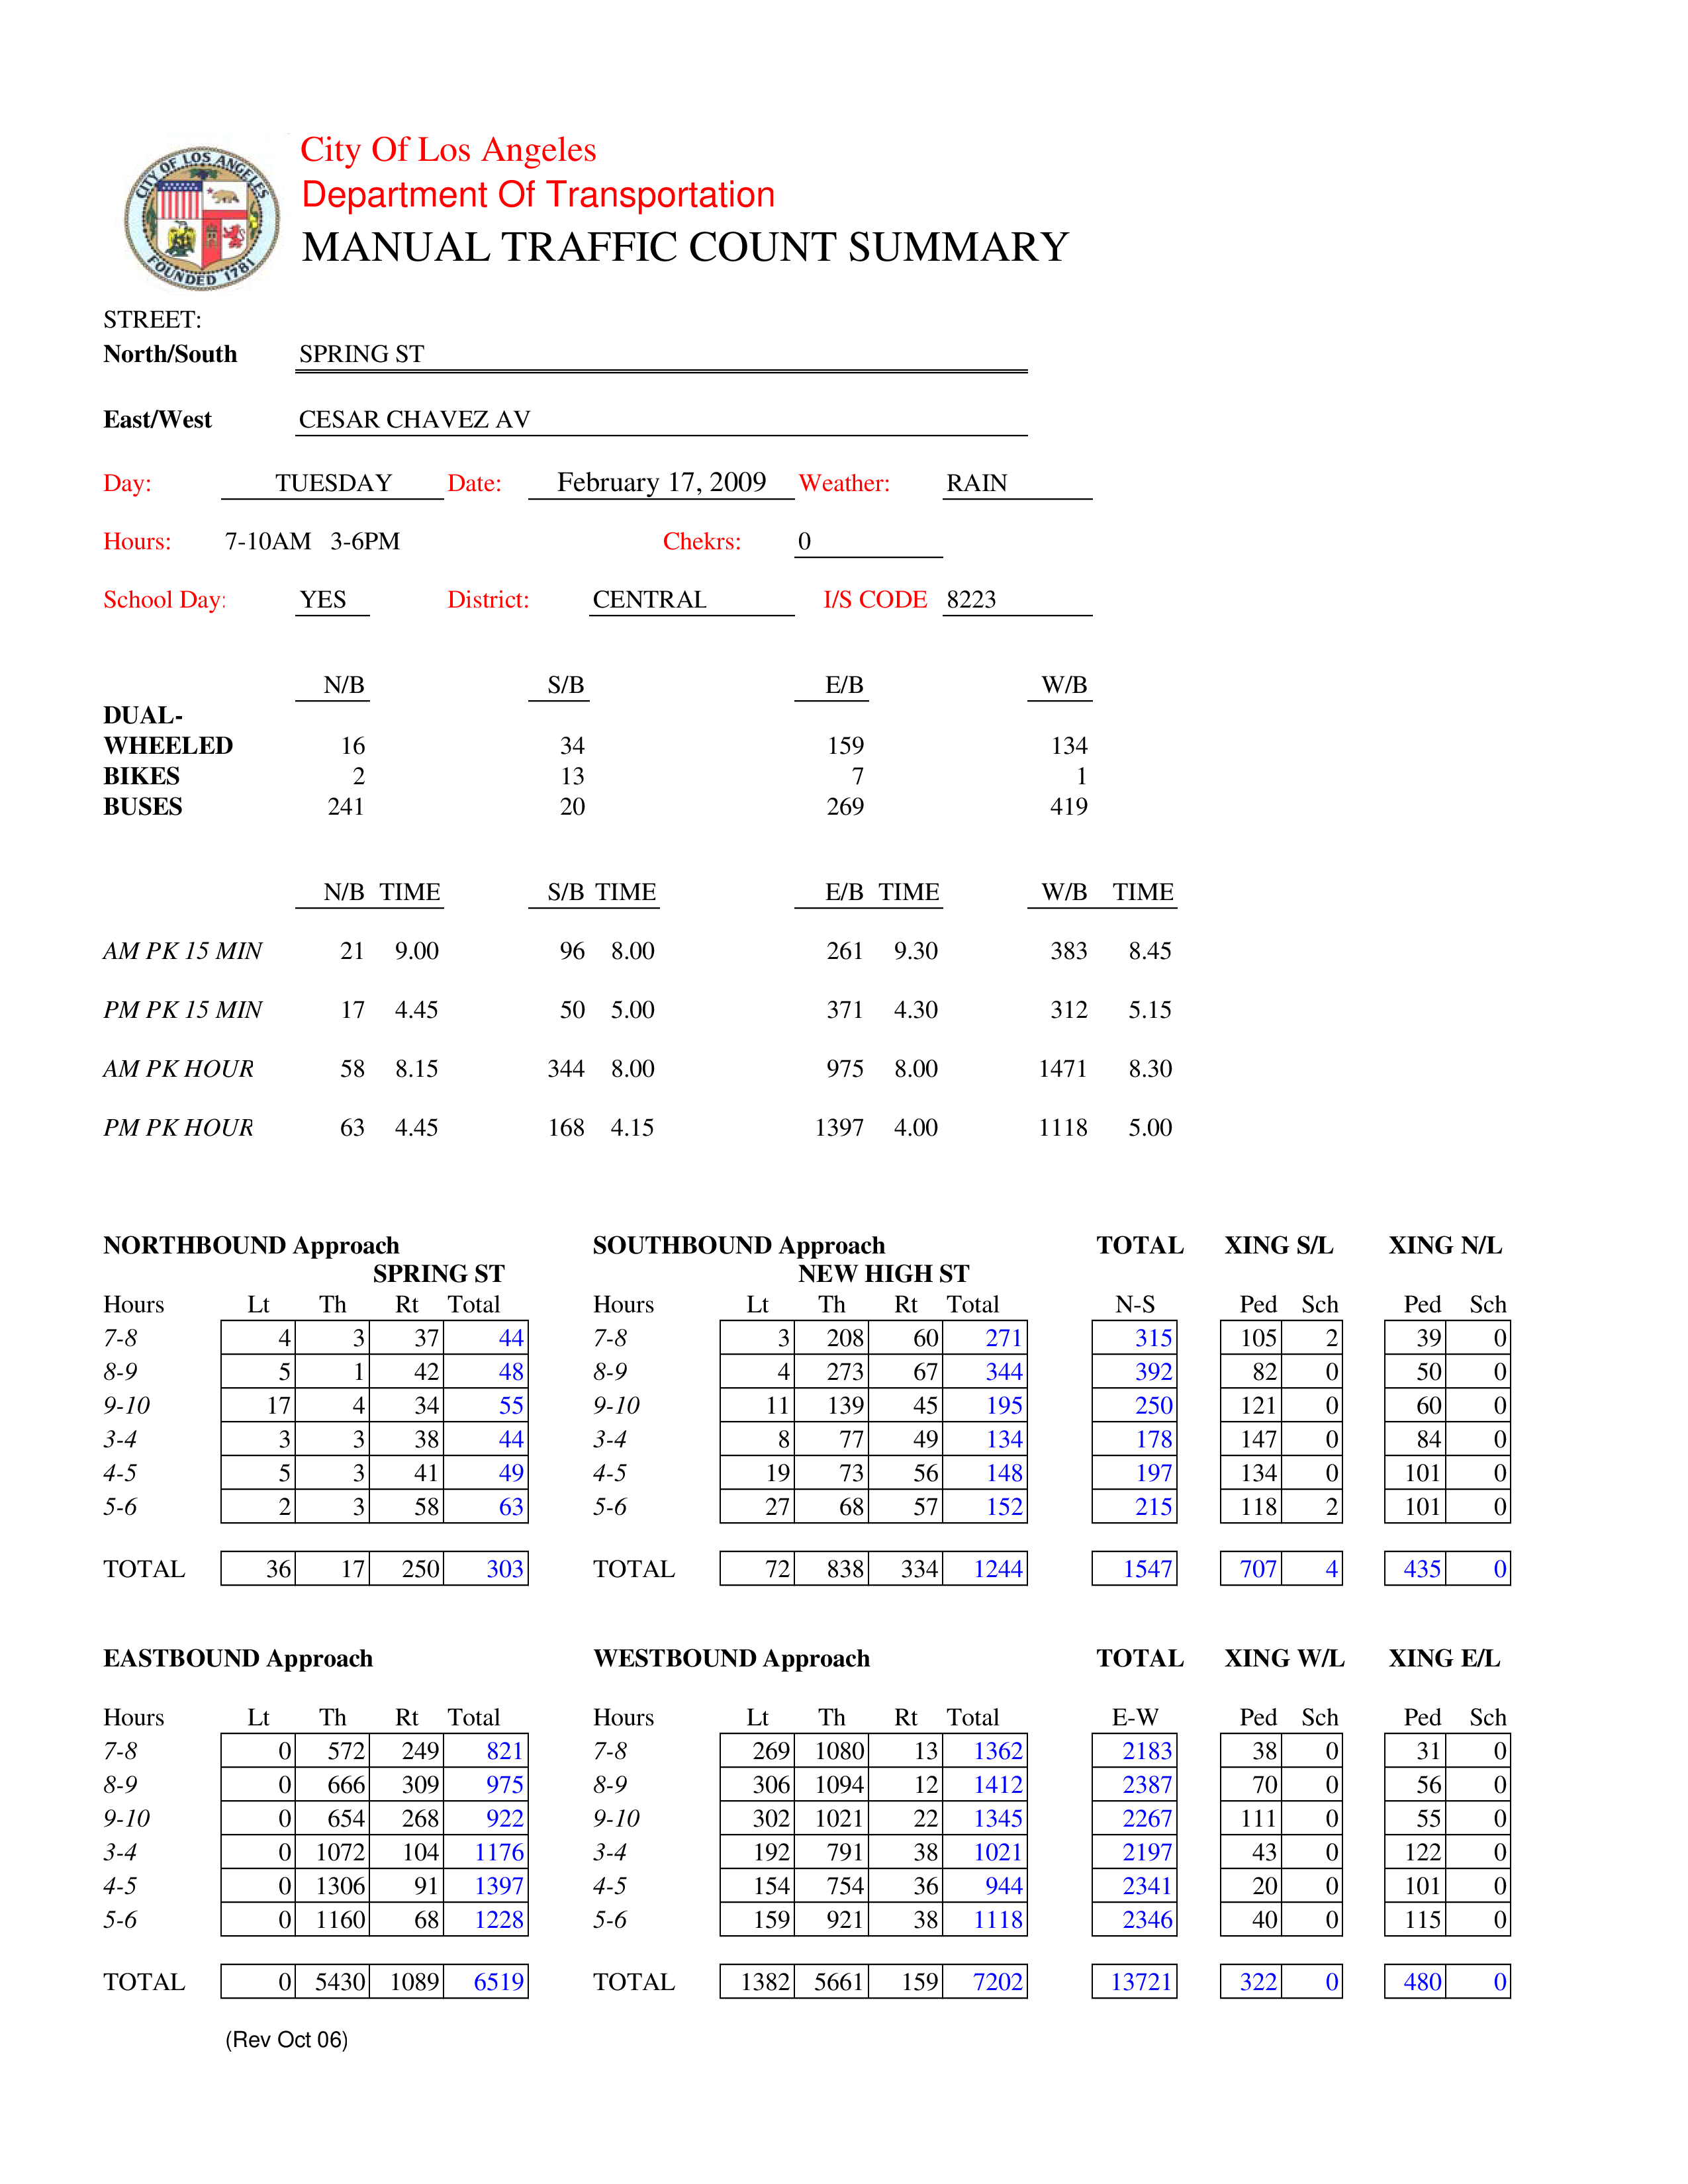 CITY OF LOS ANGELES
FOUNDED 1781
City Of Los Angeles
Department Of Transportation
MANUAL TRAFFIC COUNT SUMMARY
STREET:
North/South SPRING ST
East/West CESAR CHAVEZ AV
Day: TUESDAY Date: February 17, 2009 Weather: RAIN
Hours: 7-10AM 3-6PM Chekrs: 0
School Day: YES District: CENTRAL I/S CODE 8223
N/B S/B E/B W/B
DUAL-
WHEELED 16 34 159 134
BIKES 2 13 7 1
BUSES 241 20 269 419
N/B TIME S/B TIME E/B TIME W/B TIME
AM PK 15 MIN 21 9.00 96 8.00 261 9.30 383 8.45
PM PK 15 MIN 17 4.45 50 5.00 371 4.30 312 5.15
AM PK HOUR 58 8.15 344 8.00 975 8.00 1471 8.30
PM PK HOUR 63 4.45 168 4.15 1397 4.00 1118 5.00
NORTHBOUND Approach SOUTHBOUND Approach TOTAL XING S/L XING N/L
SPRING ST NEW HIGH ST
Hours Lt Th Rt Total Hours Lt Th Rt Total N-S Ped Sch Ped Sch
7-8 4 3 37 44 7-8 3 208 60 271 315 105 2 39 0
8-9 5 1 42 48 8-9 4 273 67 344 392 82 0 50 0
9-10 17 4 34 55 9-10 11 139 45 195 250 121 0 60 0
3-4 3 3 38 44 3-4 8 77 49 134 178 147 0 84 0
4-5 5 3 41 49 4-5 19 73 56 148 197 134 0 101 0
5-6 2 3 58 63 5-6 27 68 57 152 215 118 2 101 0
TOTAL 36 17 250 303 TOTAL 72 838 334 1244 1547 707 4 435 0
EASTBOUND Approach WESTBOUND Approach TOTAL XING W/L XING E/L
Hours Lt Th Rt Total Hours Lt Th Rt Total E-W Ped Sch Ped Sch
7-8 0 572 249 821 7-8 269 1080 13 1362 2183 38 0 31 0
8-9 0 666 309 975 8-9 306 1094 12 1412 2387 70 0 56 0
9-10 0 654 268 922 9-10 302 1021 22 1345 2267 111 0 55 0
3-4 0 1072 104 1176 3-4 192 791 38 1021 2197 43 0 122 0
4-5 0 1306 91 1397 4-5 154 754 36 944 2341 20 0 101 0
5-6 0 1160 68 1228 5-6 159 921 38 1118 2346 40 0 115 0
TOTAL 0 5430 1089 6519 TOTAL 1382 5661 159 7202 13721 322 0 480 0
(Rev Oct 06)